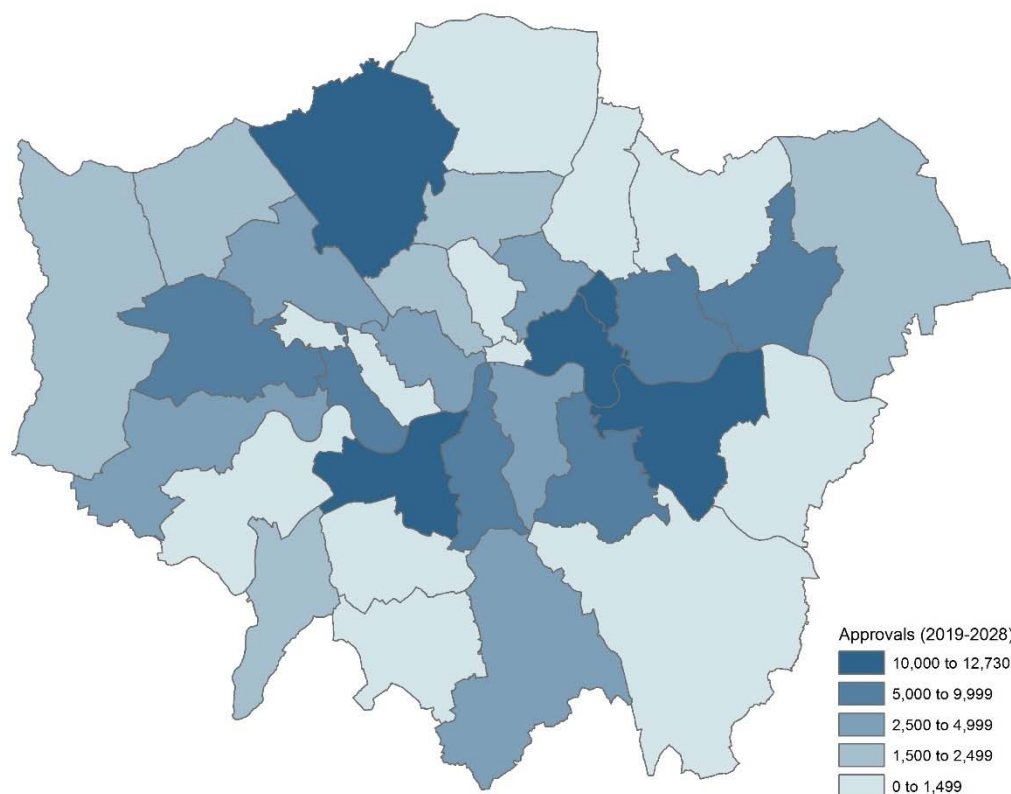 Approvals (2019-2028)
10,000 to 12,730
5,000 to 9,999
2,500 to 4,999
1,500 to 2,499
0 to 1,499